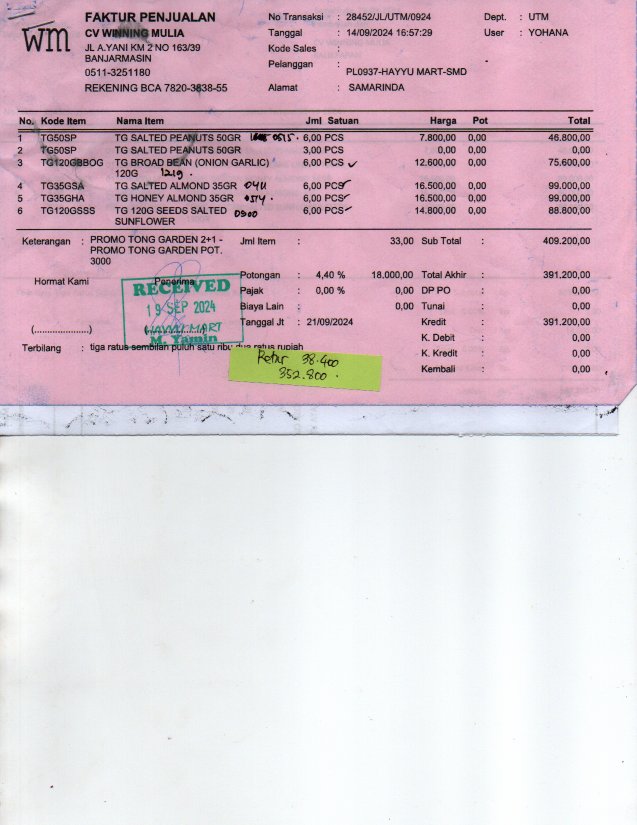 wm
FAKTUR PENJUALAN
CV WINNING MULIA
JL A.YANI KM 2 NO 163/39
BANJARMASIN
0511-3251180
REKENING BCA 7820-3838-55
No Transaksi : 28452/JL/UTM/0924
Tanggal : 14/09/2024 16:57:29
Kode Sales :
Pelanggan : -
PL0937-HAYYU MART-SMD
Alamat : SAMARINDA
Dept. : UTM
User : YOHANA
No. Kode Item Nama Item Jml Satuan Harga Pot Total
1 TG50SP TG SALTED PEANUTS 50GR 0515. 6,00 PCS 7.800,00 0,00 46.800,00
2 TG50SP TG SALTED PEANUTS 50GR 3,00 PCS 0,00 0,00 0,00
3 TG120GBBOG TG BROAD BEAN (ONION GARLIC) 6,00 PCS ✓ 12.600,00 0,00 75.600,00
120G 1219.
4 TG35GSA TG SALTED ALMOND 35GR 6,00 PCS ✓ 16.500,00 0,00 99.000,00
5 TG35GHA TG HONEY ALMOND 35GR 6,00 PCS ✓ 16.500,00 0,00 99.000,00
6 TG120GSSS TG 120G SEEDS SALTED 0900 6,00 PCS ✓ 14.800,00 0,00 88.800,00
SUNFLOWER
Keterangan : PROMO TONG GARDEN 2+1 -
PROMO TONG GARDEN POT.
3000
Jml Item : 33,00 Sub Total : 409.200,00
Potongan : 4,40 % 18.000,00 Total Akhir : 391.200,00
Pajak : 0,00 % 0,00 DP PO : 0,00
Biaya Lain : 0,00 Tunai : 0,00
Tanggal Jt : 21/09/2024 Kredit : 391.200,00
K. Debit : 0,00
K. Kredit : 0,00
Kembali : 0,00
Hormat Kami Penerima
(.....................)
RECEIVED
19 SEP 2024
HAYYU MART
M. Yamin
Terbilang : tiga ratus sembilan puluh satu ribu dua ratus rupiah
Retur 38.400
352.800.